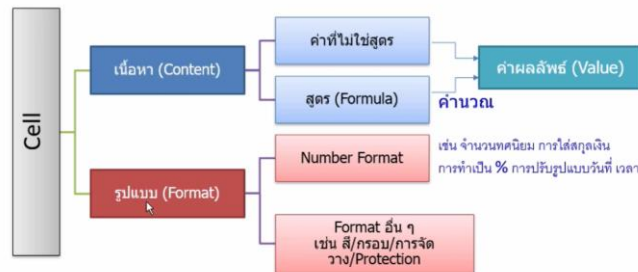 Cell
เนื้อหา (Content)
ค่าที่ไม่ใช่สูตร
สูตร (Formula)
คำนวณ
ค่าผลลัพธ์ (Value)
รูปแบบ (Format)
Number Format
เช่น จำนวนทศนิยม การใส่สกุลเงิน
การทำเป็น % การปรับรูปแบบวันที่ เวลา
Format อื่น ๆ
เช่น สี/กรอบ/การจัด
วาง/Protection